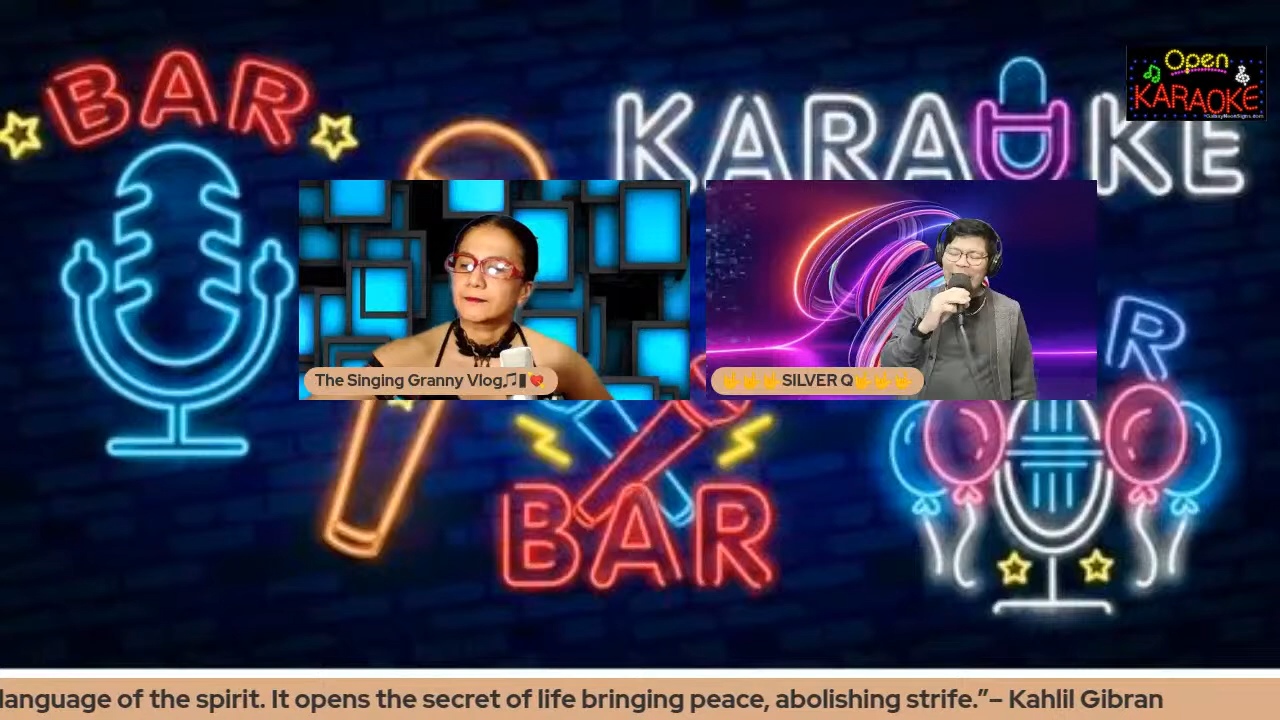 BAR
KARAOKE
Open
KARAOKE
The Singing Granny Vlog
SILVER Q
R
BAR
language of the spirit. It opens the secret of life bringing peace, abolishing strife.”– Kahlil Gibran